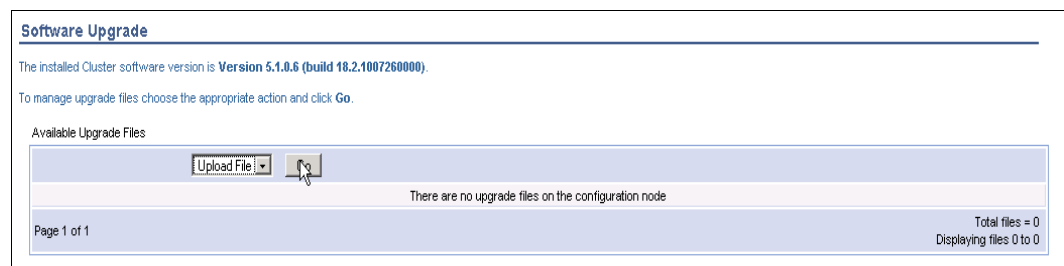 Software Upgrade
The installed Cluster software version is Version 5.1.0.6 (build 18.2.1007260000).
To manage upgrade files choose the appropriate action and click Go.
Available Upgrade Files
Upload File
There are no upgrade files on the configuration node
Page 1 of 1
Total files = 0
Displaying files 0 to 0